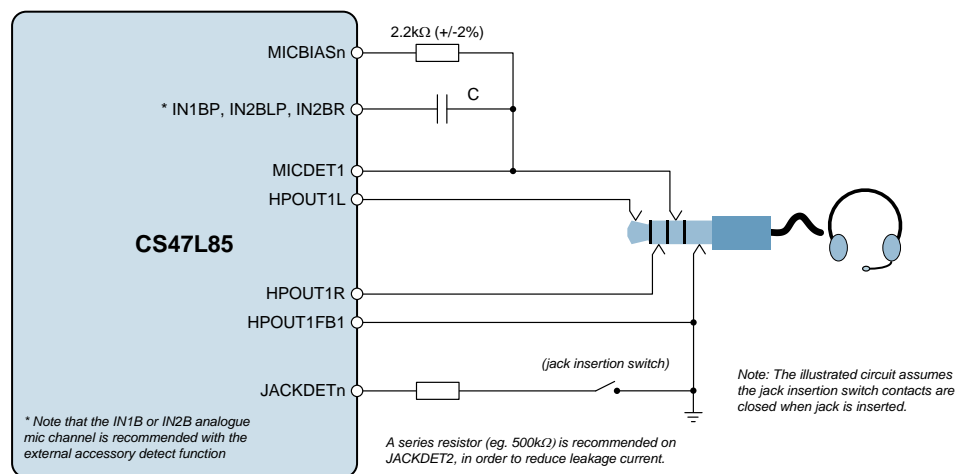 2.2kΩ (+/-2%)
MICBIASn
C
* IN1BP, IN2BLP, IN2BR
MICDET1
HPOUT1L
CS47L85
HPOUT1R
HPOUT1FB1
(jack insertion switch)
JACKDETn
Note: The illustrated circuit assumes
the jack insertion switch contacts are
closed when jack is inserted.
* Note that the IN1B or IN2B analogue
mic channel is recommended with the
external accessory detect function
A series resistor (eg. 500kΩ) is recommended on
JACKDET2, in order to reduce leakage current.